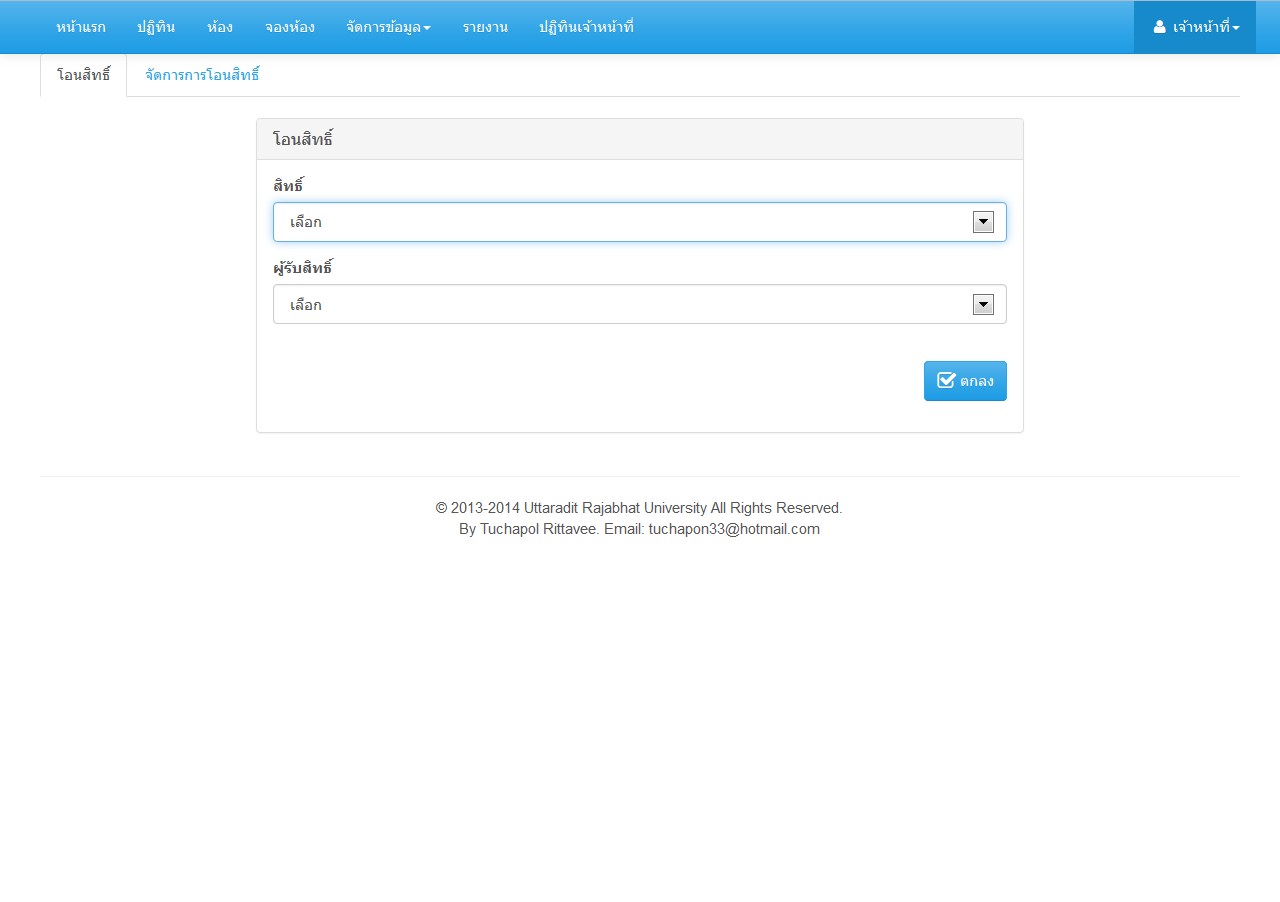 หน้าแรก ปฏิทิน ห้อง จองห้อง จัดการข้อมูล รายงาน ปฏิทินเจ้าหน้าที่ เจ้าหน้าที่
โอนสิทธิ์ จัดการการโอนสิทธิ์
โอนสิทธิ์
สิทธิ์
เลือก
ผู้รับสิทธิ์
เลือก
ตกลง
© 2013-2014 Uttaradit Rajabhat University All Rights Reserved.
By Tuchapol Rittavee. Email: tuchapon33@hotmail.com